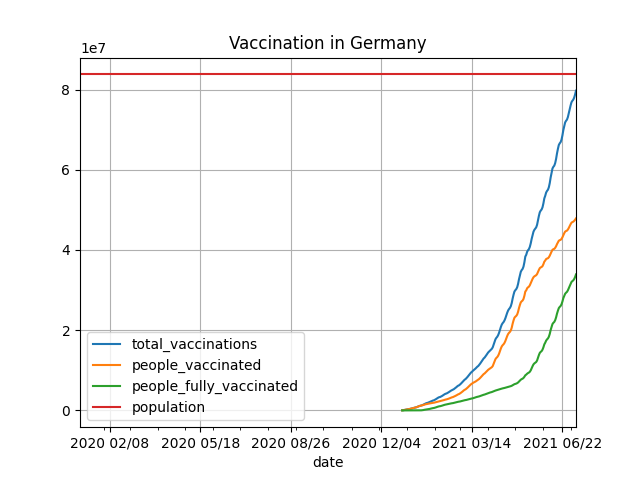 Vaccination in Germany
1e7
8
6
4
2
0
total_vaccinations
people_vaccinated
people_fully_vaccinated
population
2020 02/08 2020 05/18 2020 08/26 2020 12/04 2021 03/14 2021 06/22
date